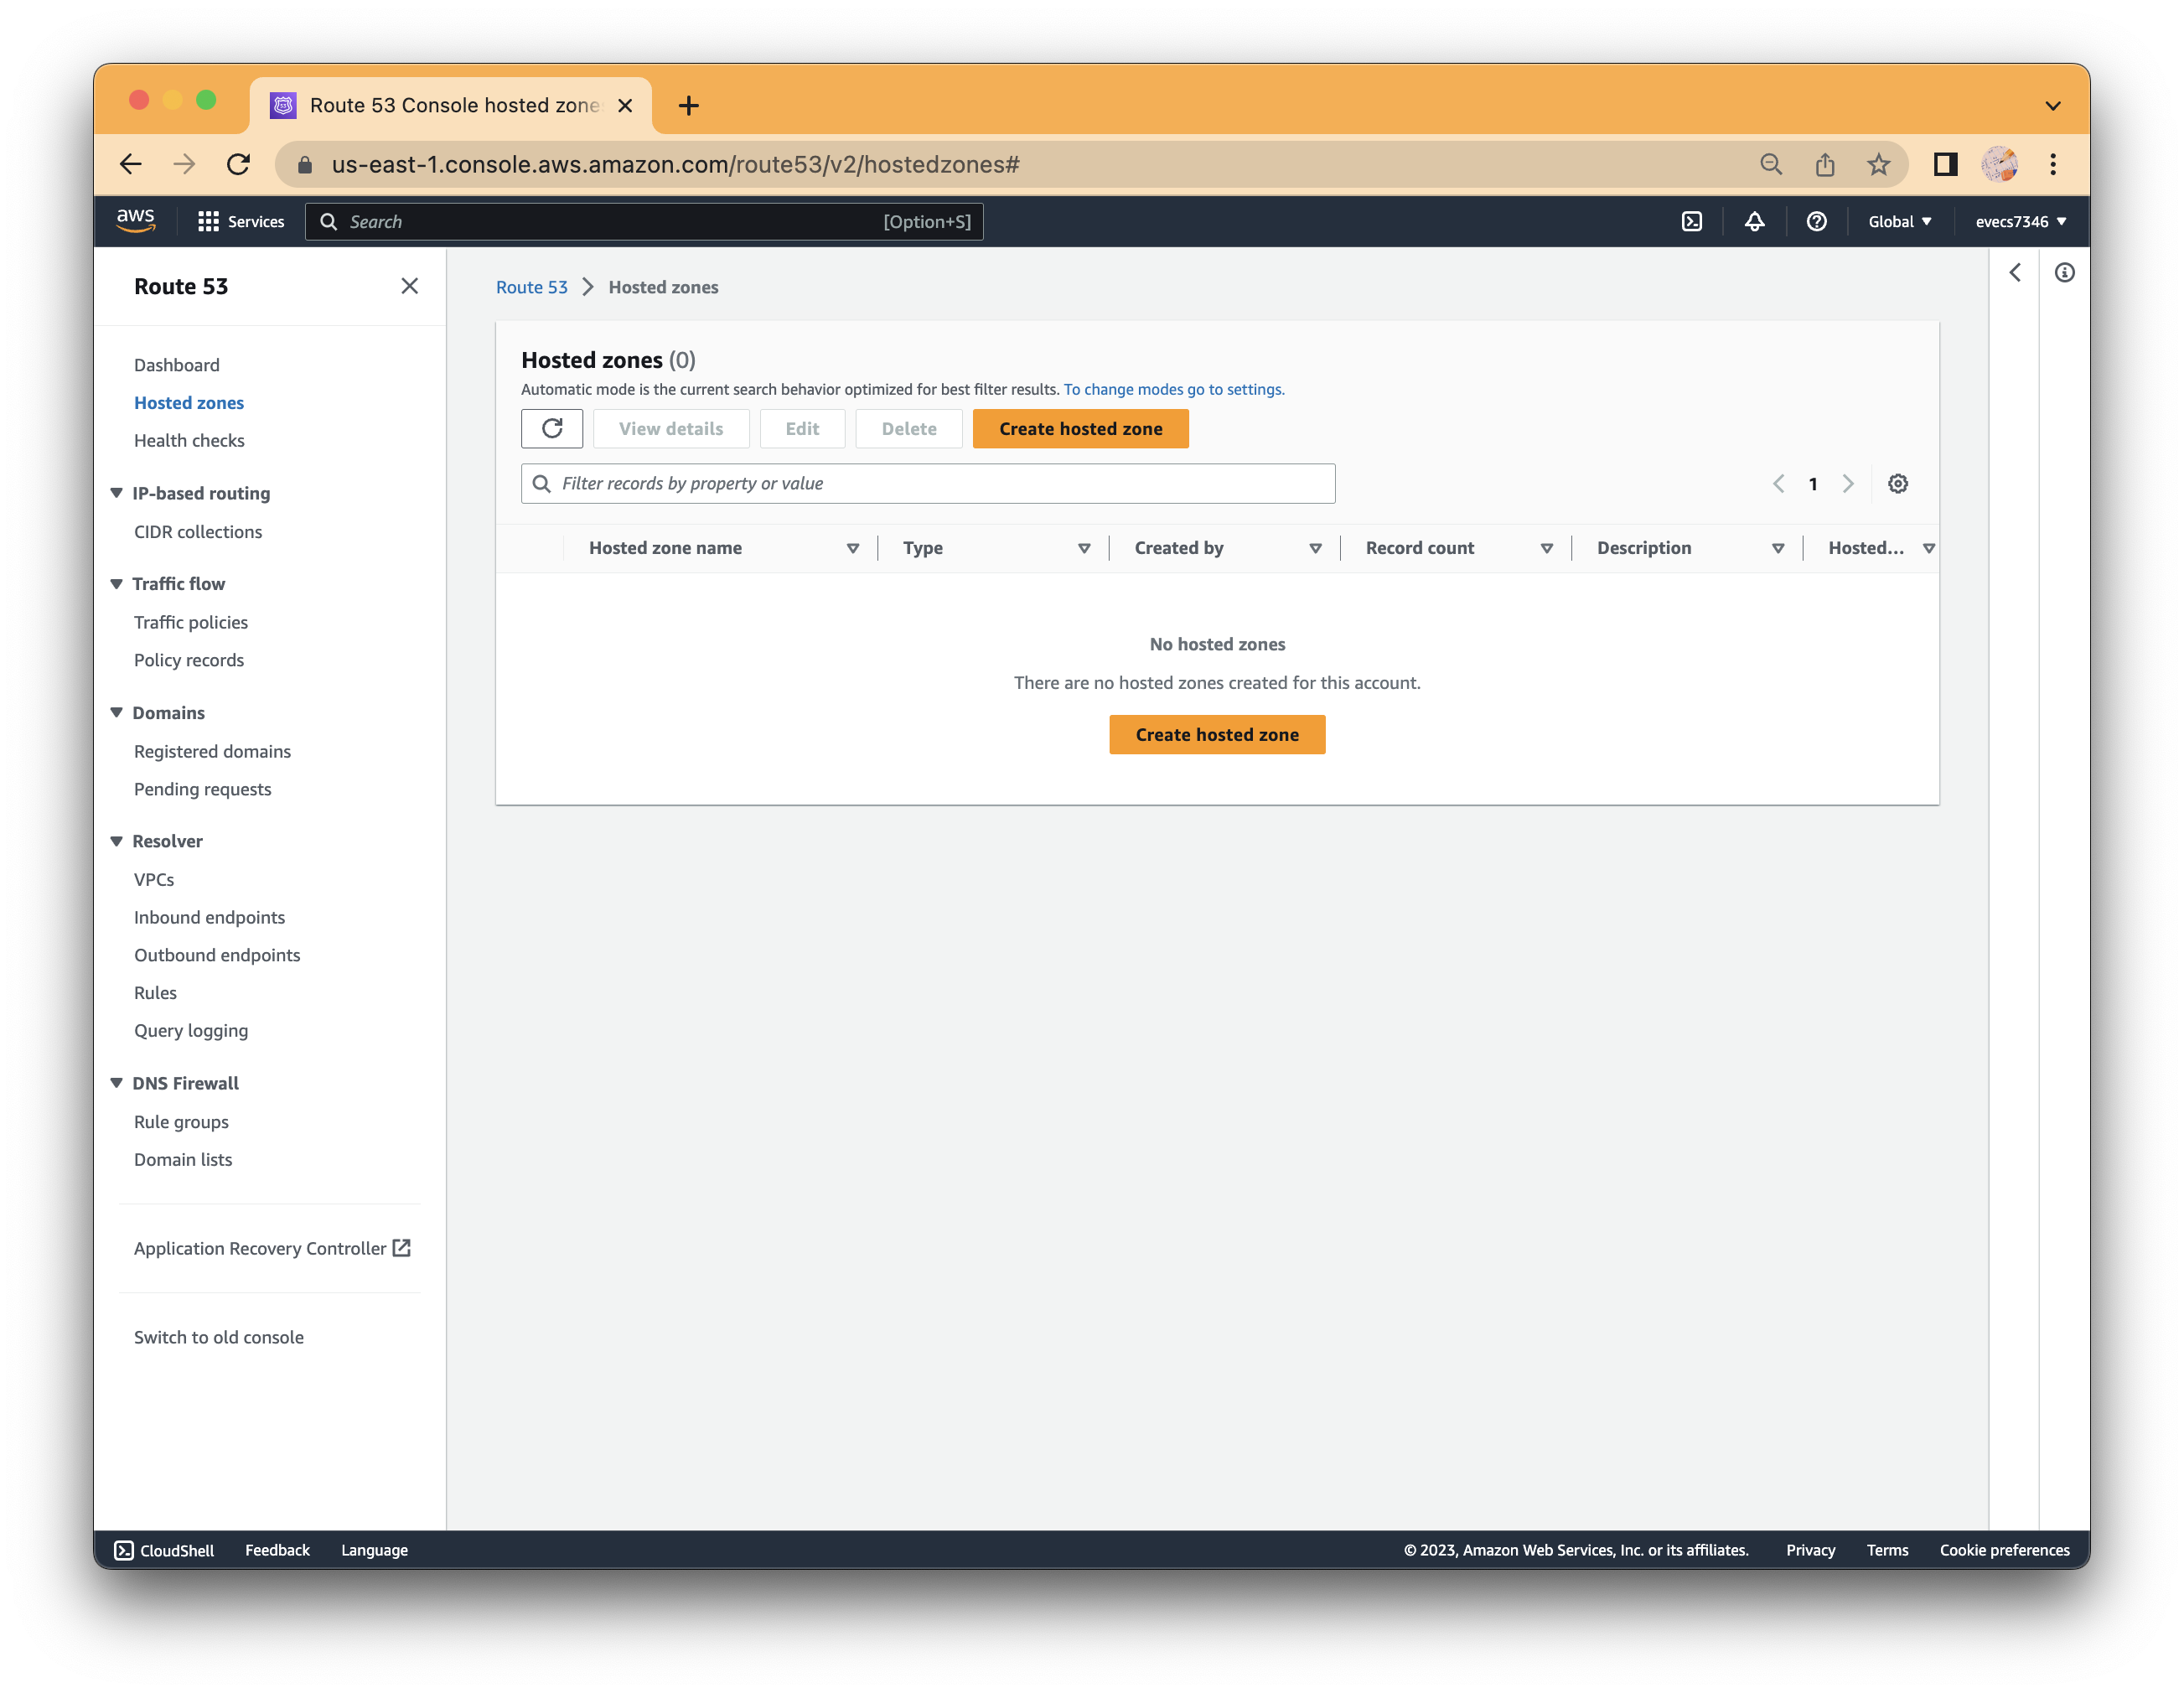 Route 53 Console hosted zone
us-east-1.console.aws.amazon.com/route53/v2/hostedzones#
aws
Services
Search
[Option+S]
Global
evecs7346
Route 53
Dashboard
Hosted zones
Health checks
IP-based routing
CIDR collections
Traffic flow
Traffic policies
Policy records
Domains
Registered domains
Pending requests
Resolver
VPCs
Inbound endpoints
Outbound endpoints
Rules
Query logging
DNS Firewall
Rule groups
Domain lists
Application Recovery Controller
Switch to old console
Route 53 > Hosted zones
Hosted zones (0)
Automatic mode is the current search behavior optimized for best filter results. To change modes go to settings.
View details
Edit
Delete
Create hosted zone
Filter records by property or value
1
Hosted zone name
Type
Created by
Record count
Description
Hosted...
No hosted zones
There are no hosted zones created for this account.
Create hosted zone
CloudShell
Feedback
Language
© 2023, Amazon Web Services, Inc. or its affiliates.
Privacy
Terms
Cookie preferences